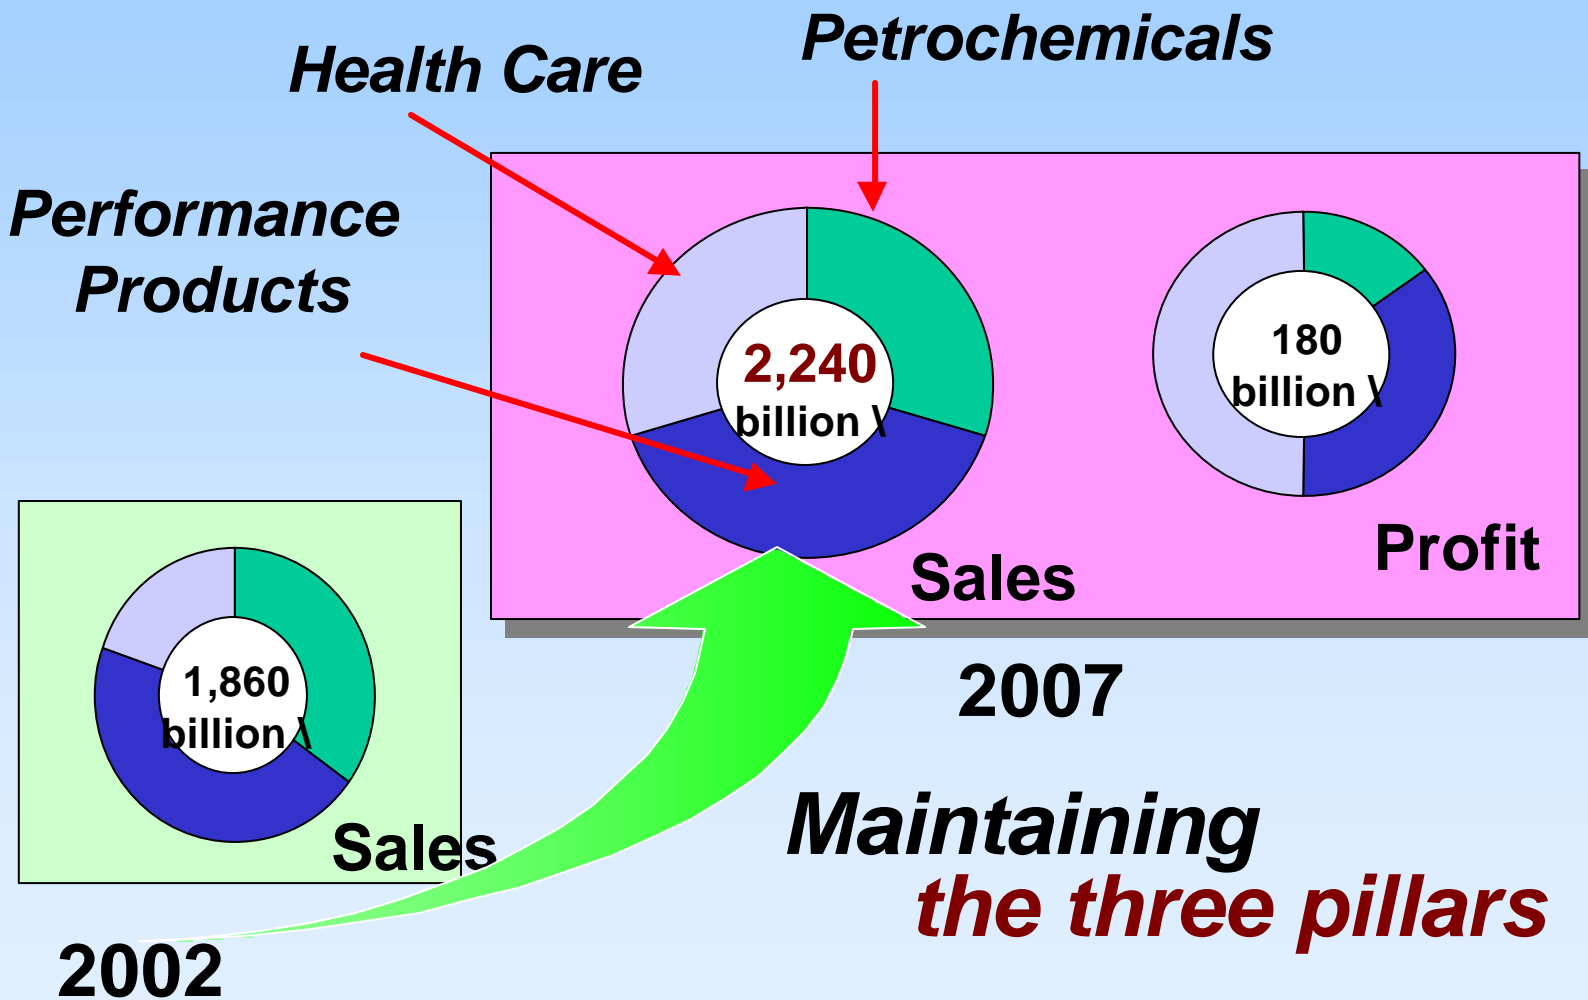 Petrochemicals
Health Care
Performance
Products
2,240
billion \
180
billion \
Profit
Sales
1,860
billion \
Sales
2007
Maintaining
the three pillars
2002